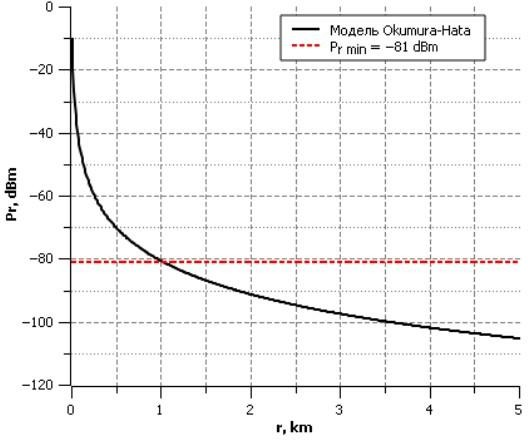 Модель Okumura-Hata
Pr min = −81 dBm
0
−20
−40
−60
−80
−100
−120
Pr, dBm
0 1 2 3 4 5
r, km